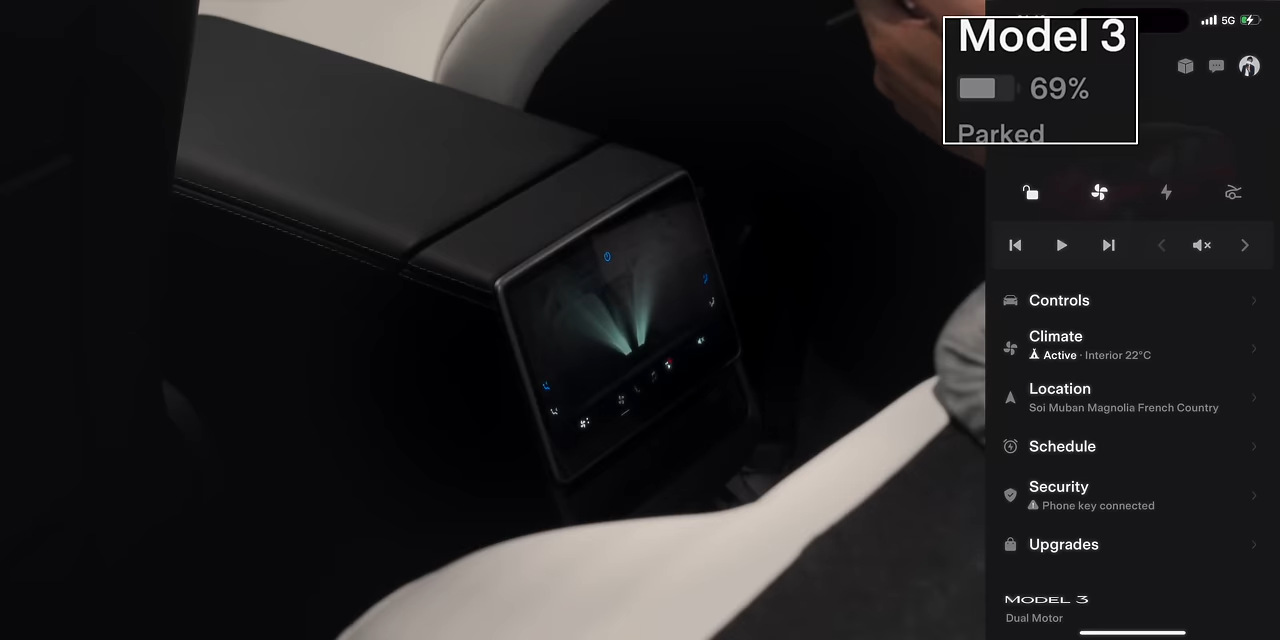 Model 3
69%
Parked
5G
Controls
Climate
Active · Interior 22°C
Location
Soi Muban Magnolia French Country
Schedule
Security
Phone key connected
Upgrades
MODEL 3
Dual Motor